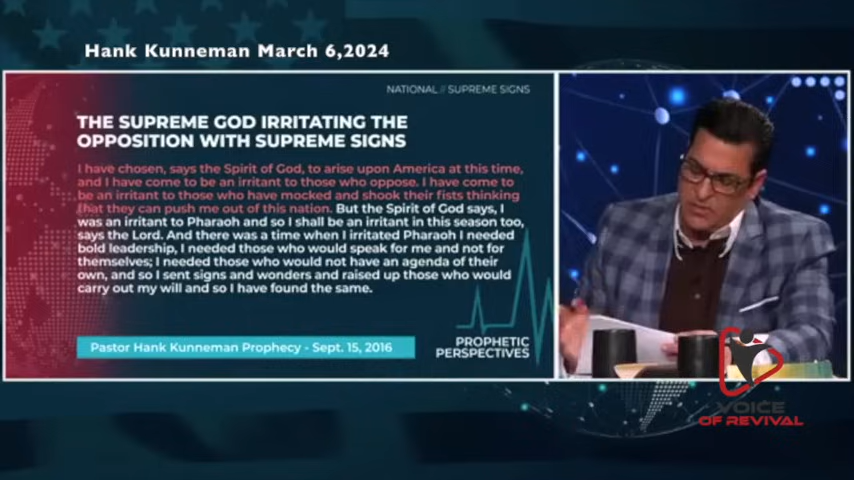 Hank Kunneman March 6,2024
NATIONAL // SUPREME SIGNS
THE SUPREME GOD IRRITATING THE
OPPOSITION WITH SUPREME SIGNS
I have chosen, says the Spirit of God, to arise upon America at this time,
and I have come to be an irritant to those who oppose. I have come to
be an irritant to those who have mocked and shook their fists thinking
that they can push me out of this nation. But the Spirit of God says, I
was an irritant to Pharaoh and so I shall be an irritant in this season too,
says the Lord. And there was a time when I irritated Pharaoh I needed
bold leadership, I needed those who would speak for me and not for
themselves; I needed those who would not have an agenda of their
own, and so I sent signs and wonders and raised up those who would
carry out my will and so I have found the same.
Pastor Hank Kunneman Prophecy - Sept. 15, 2016
PROPHETIC
PERSPECTIVES
VOICE
OF REVIVAL